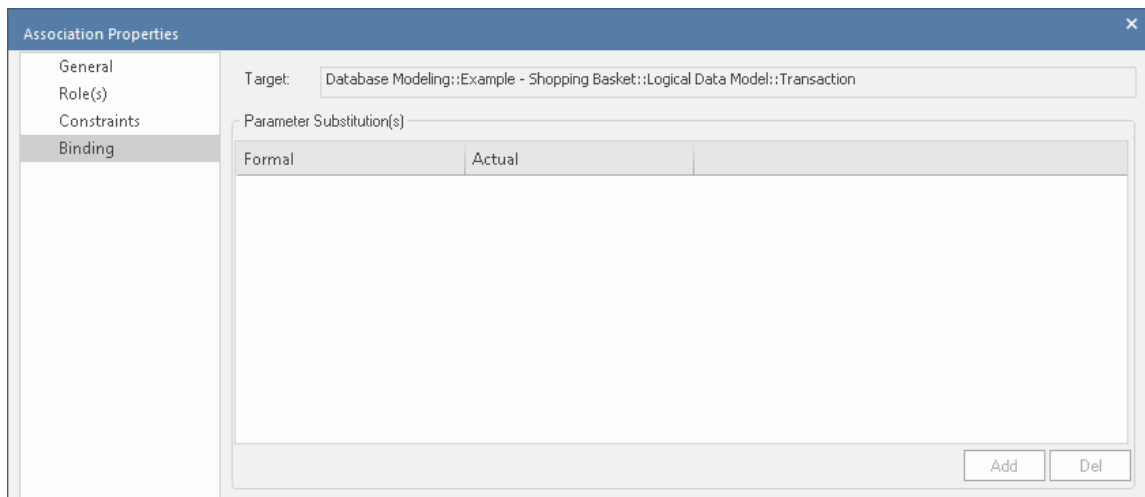 Association Properties
General
Role(s)
Constraints
Binding
Target: Database Modeling::Example - Shopping Basket::Logical Data Model::Transaction
Parameter Substitution(s)
Formal Actual
Add Del